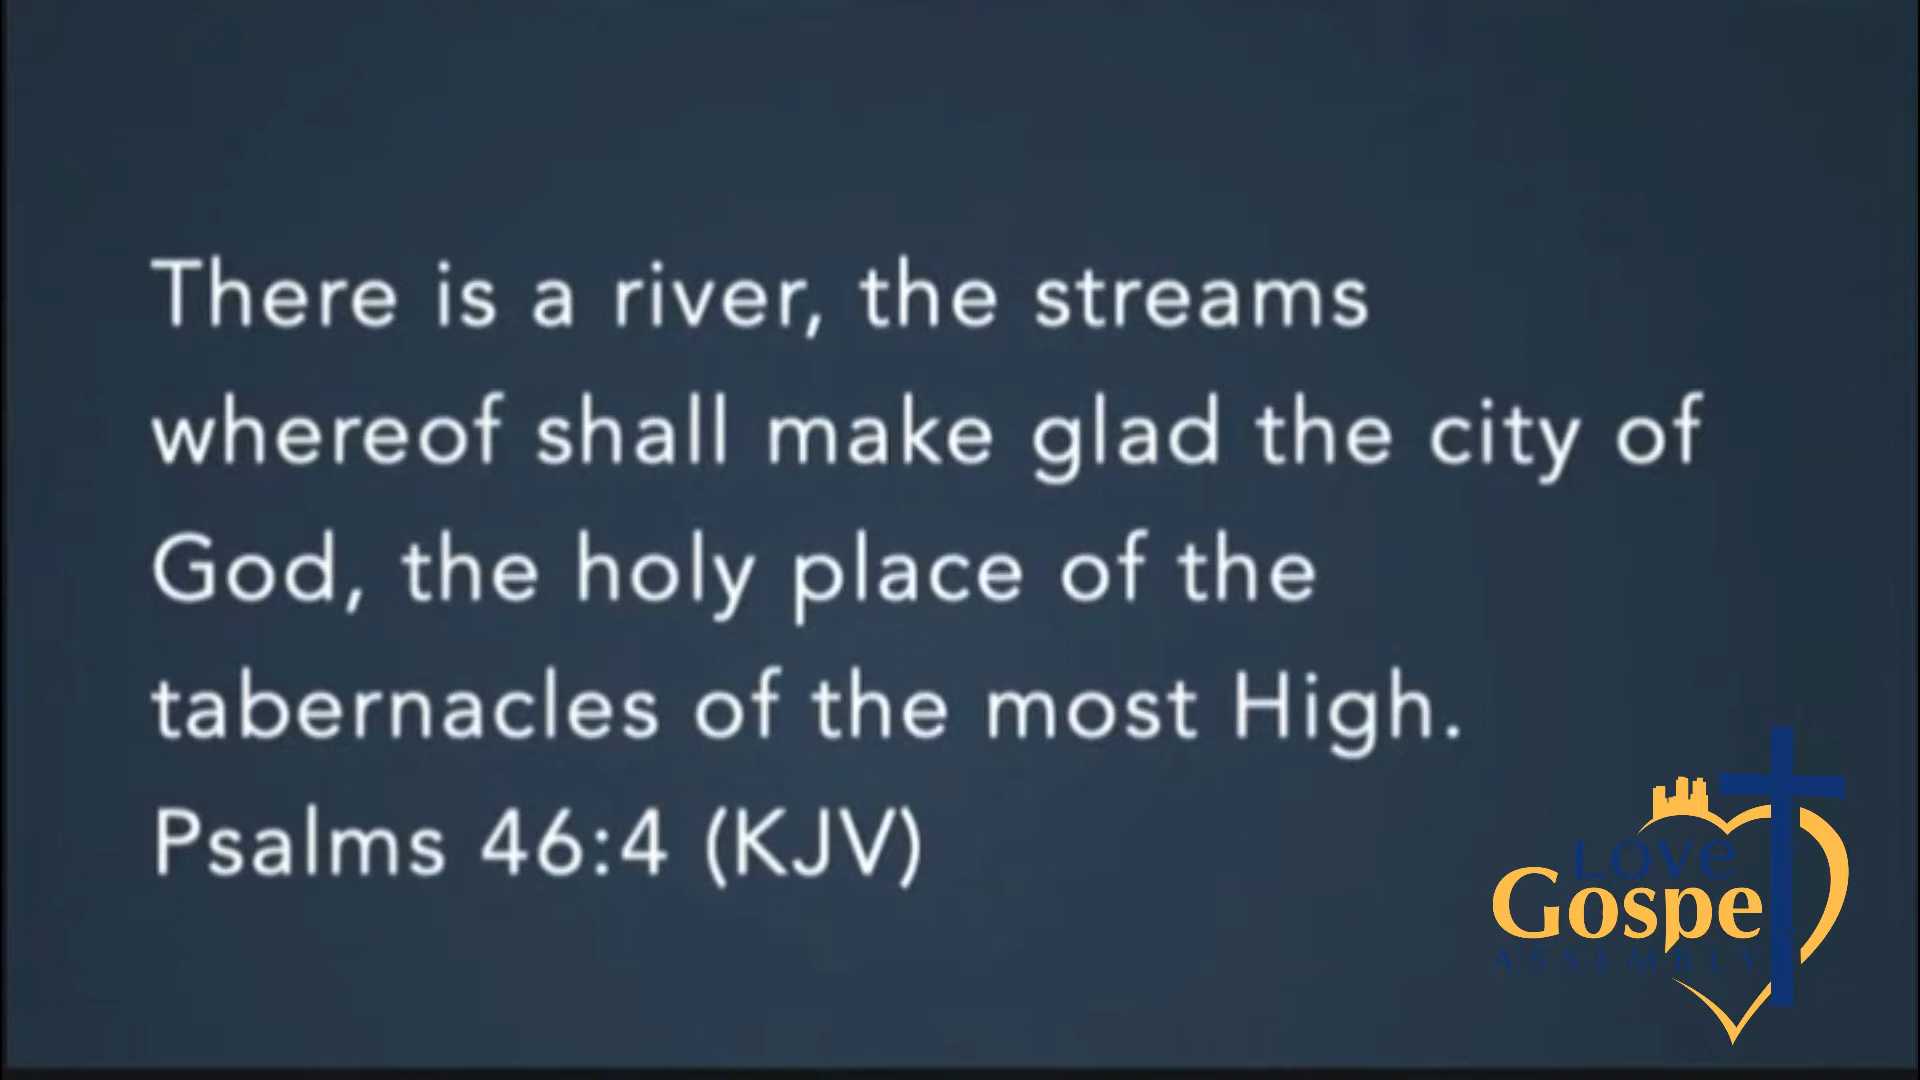 There is a river, the streams
whereof shall make glad the city of
God, the holy place of the
tabernacles of the most High.
Psalms 46:4 (KJV)
LOVE
Gospel
ASSEMBLY